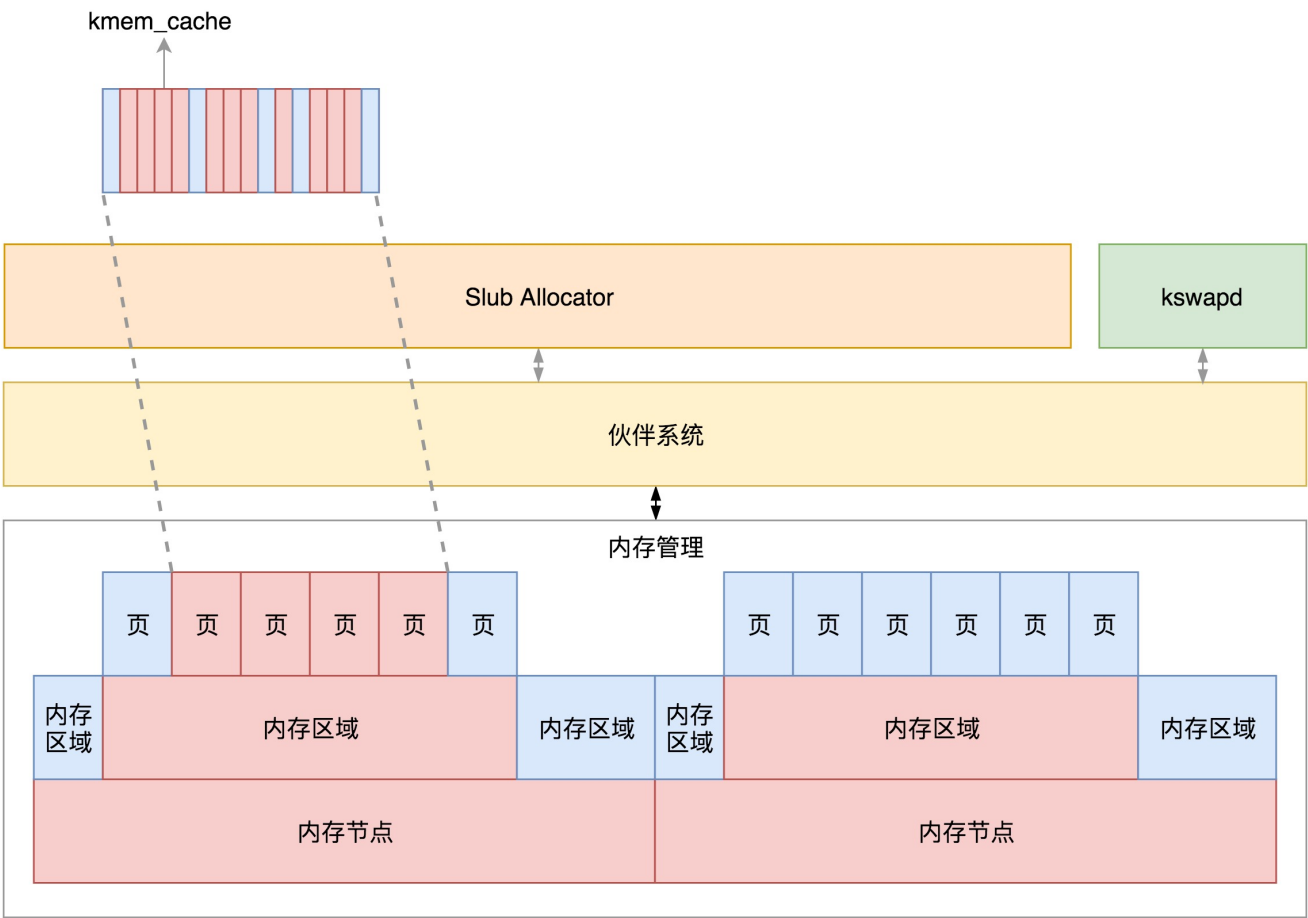 kmem_cache
Slub Allocator
kswapd
伙伴系统
内存管理
页
页
页
页
页
页
页
页
页
页
页
页
内存
区域
内存区域
内存区域
内存
区域
内存区域
内存区域
内存节点
内存节点